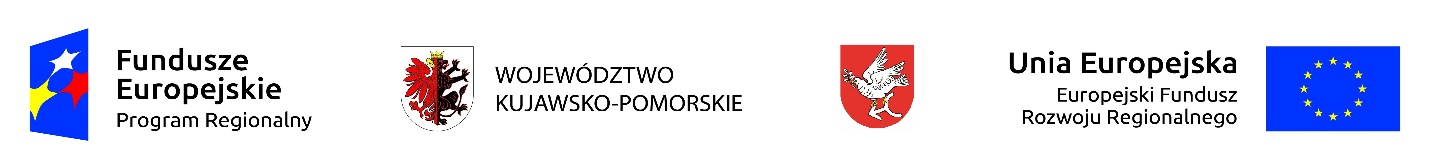 Fundusze
Europejskie
Program Regionalny
WOJEWÓDZTWO
KUJAWSKO-POMORSKIE
Unia Europejska
Europejski Fundusz
Rozwoju Regionalnego